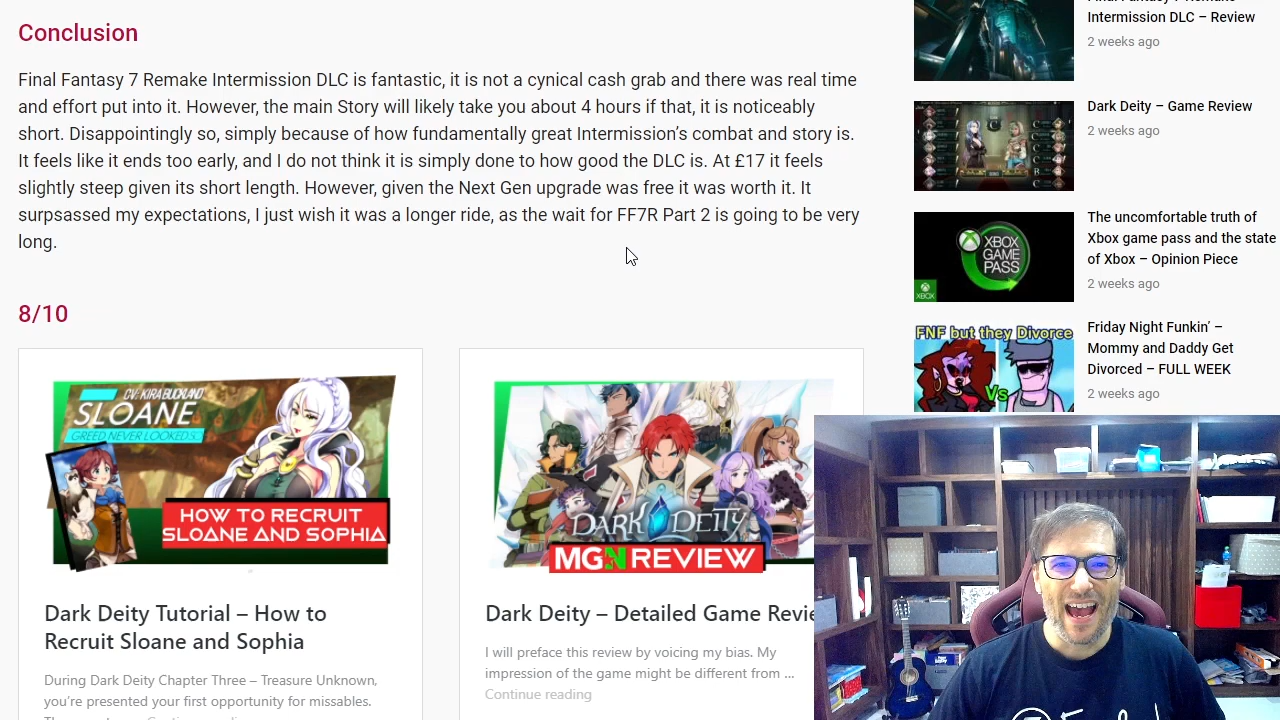 Conclusion
Final Fantasy 7 Remake Intermission DLC is fantastic, it is not a cynical cash grab and there was real time
and effort put into it. However, the main Story will likely take you about 4 hours if that, it is noticeably
short. Disappointingly so, simply because of how fundamentally great Intermission's combat and story is.
It feels like it ends too early, and I do not think it is simply done to how good the DLC is. At £17 it feels
slightly steep given its short length. However, given the Next Gen upgrade was free it was worth it. It
surpsassed my expectations, I just wish it was a longer ride, as the wait for FF7R Part 2 is going to be very
long.
8/10
CV: KIRA BUCKLAND
SLOANE
GREED NEVER LOOKED S
HOW TO RECRUIT
SLOANE AND SOPHIA
Dark Deity Tutorial – How to
Recruit Sloane and Sophia
During Dark Deity Chapter Three – Treasure Unknown,
you're presented your first opportunity for missables.
DARK DEITY
MGN REVIEW
Dark Deity – Detailed Game Revie
I will preface this review by voicing my bias. My
impression of the game might be different from ...
Continue reading
Intermission DLC – Review
2 weeks ago
Dark Deity – Game Review
2 weeks ago
XBOX
GAME
PASS
XBOX
The uncomfortable truth of
Xbox game pass and the state
of Xbox – Opinion Piece
2 weeks ago
FNF but they Divorce
Vs
Friday Night Funkin' –
Mommy and Daddy Get
Divorced – FULL WEEK
2 weeks ago